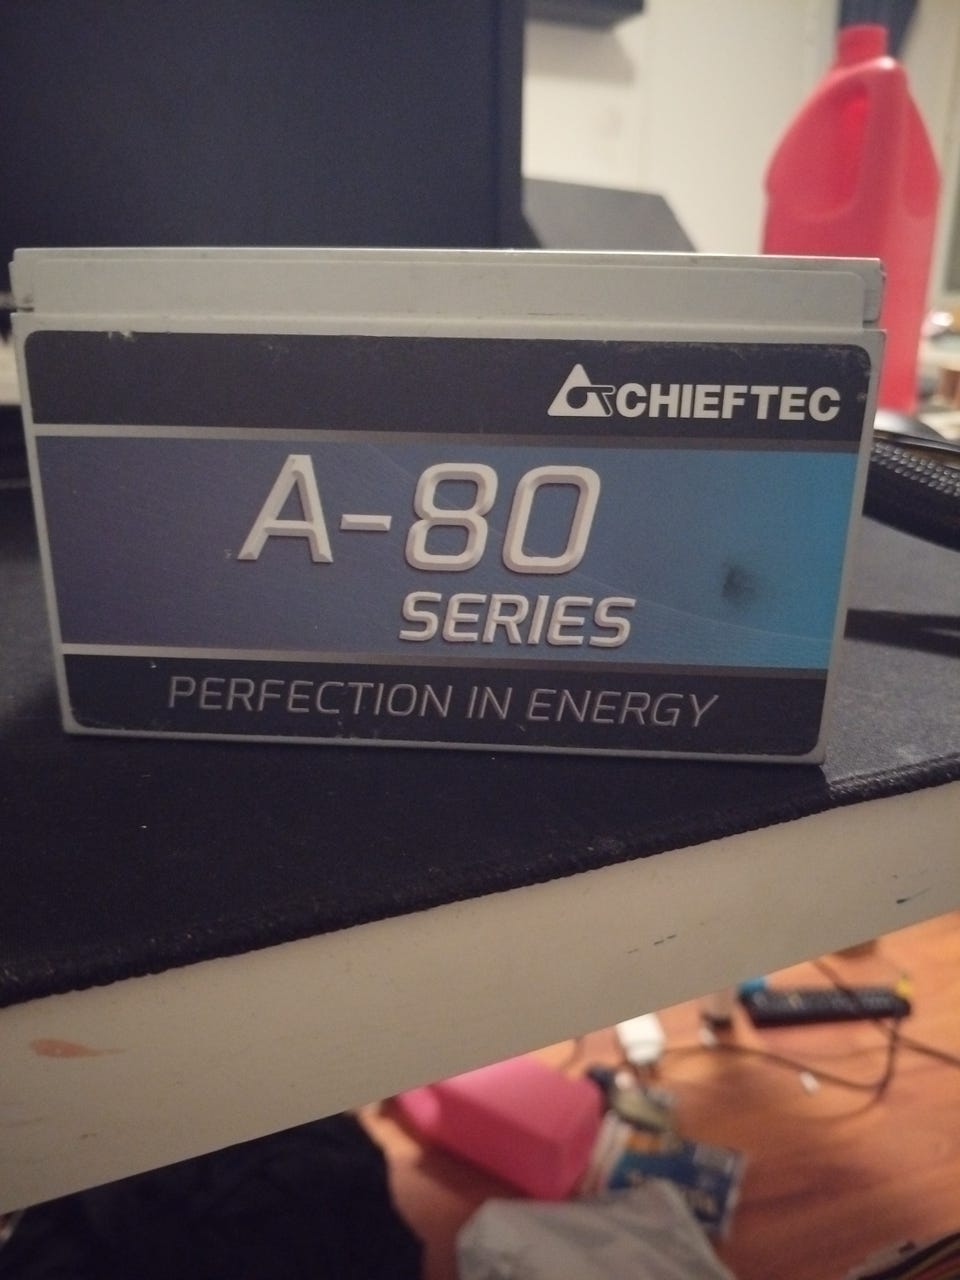 CHIEFTEC
A-80
SERIES
PERFECTION IN ENERGY